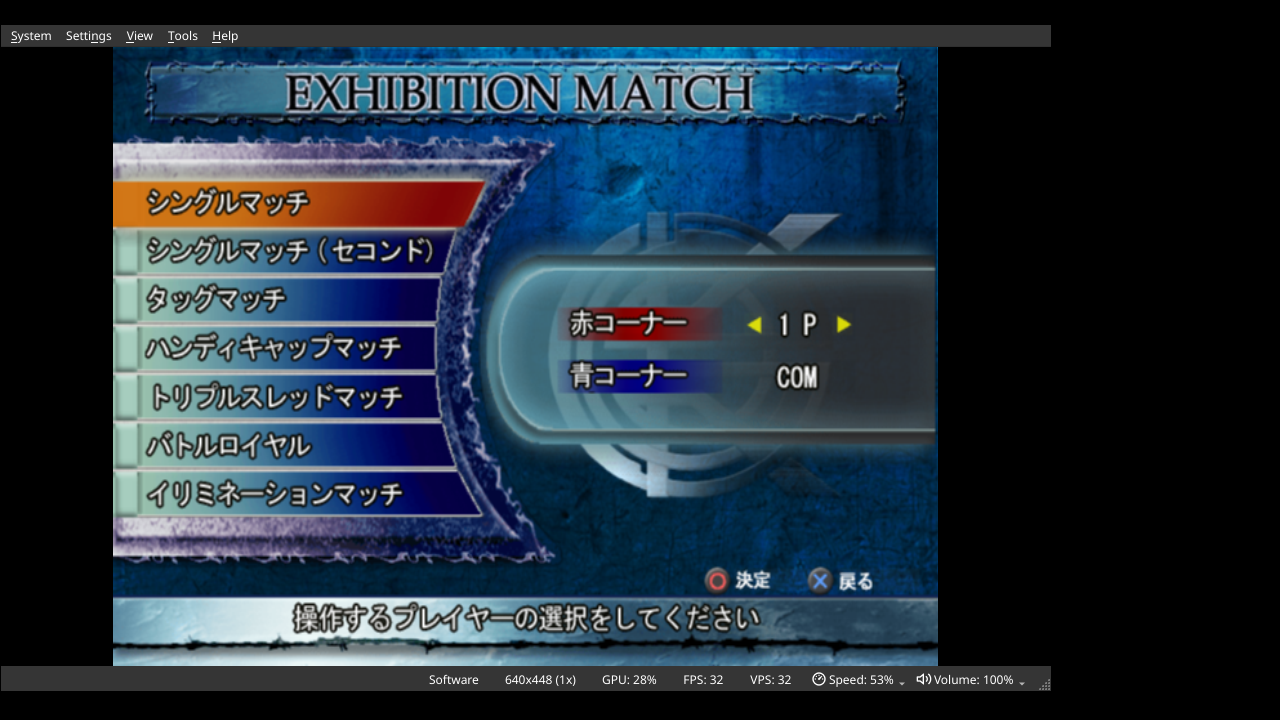 System Settings View Tools Help
EXHIBITION MATCH
シングルマッチ
シングルマッチ（セコンド）
タッグマッチ
ハンディキャップマッチ
トリプルスレッドマッチ
バトルロイヤル
イリミネーションマッチ
赤コーナー 1 P
青コーナー COM
決定 戻る
操作するプレイヤーの選択をしてください
Software 640x448 (1x) GPU: 28% FPS: 32 VPS: 32 Speed: 53% Volume: 100%